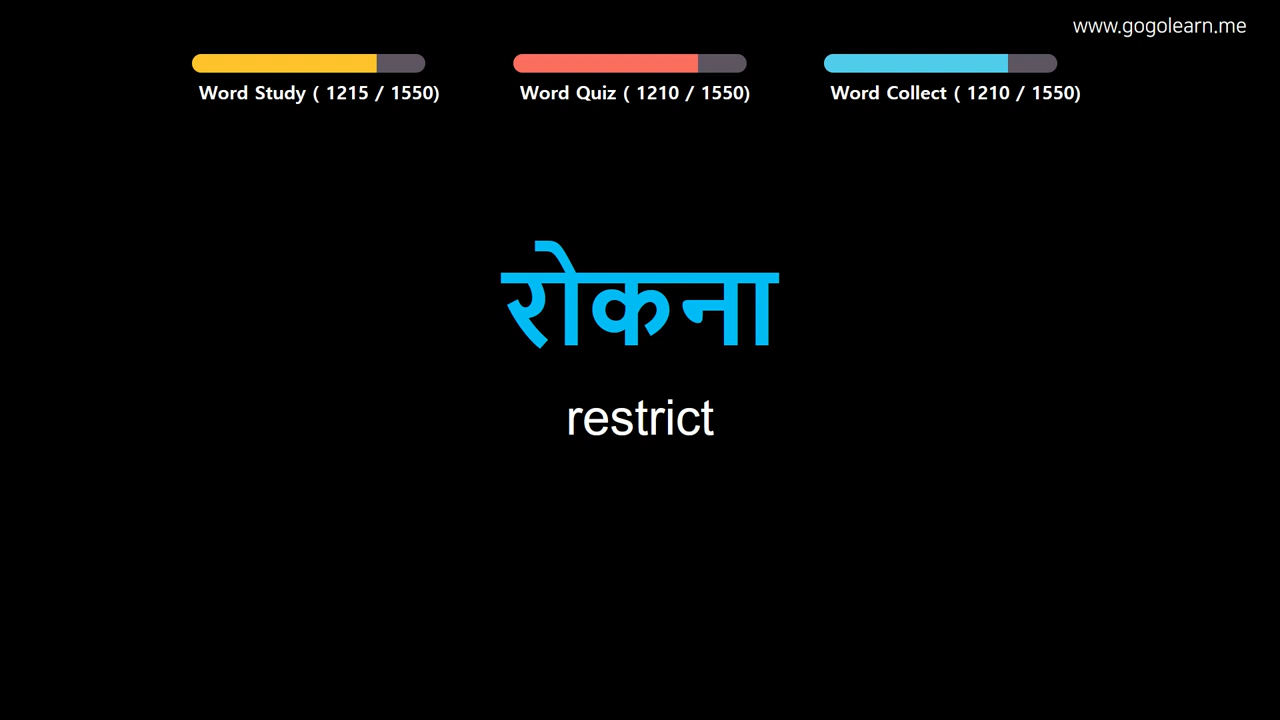 www.gogolearn.me
Word Study ( 1215 / 1550)
Word Quiz ( 1210 / 1550)
Word Collect ( 1210 / 1550)
रोकना
restrict